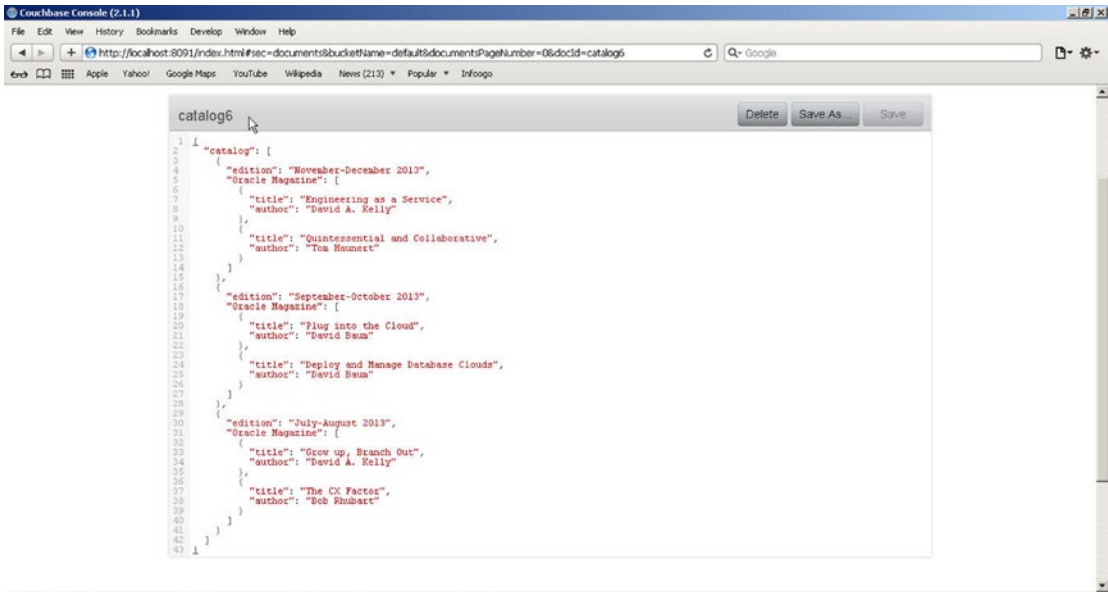 Couchbase Console (2.1.1)
File Edit View History Bookmarks Develop Window Help
http://localhost:8091/index.html#sec=documents&bucketName=default&documentsPageNumber=0&docId=catalog6 Google
Apple Yahoo! Google Maps YouTube Wikipedia News (213) Popular Infoogo
catalog6 Delete Save As... Save
1 {
2 "catalog": [
3 {
4 "edition": "November-December 2013",
5 "Oracle Magazine": [
6 {
7 "title": "Engineering as a Service",
8 "author": "David A. Kelly"
9 },
10 {
11 "title": "Quintessential and Collaborative",
12 "author": "Tom Haunert"
13 }
14 ]
15 },
16 {
17 "edition": "September-October 2013",
18 "Oracle Magazine": [
19 {
20 "title": "Plug into the Cloud",
21 "author": "David Baum"
22 },
23 {
24 "title": "Deploy and Manage Database Clouds",
25 "author": "David Baum"
26 }
27 ]
28 },
29 {
30 "edition": "July-August 2013",
31 "Oracle Magazine": [
32 {
33 "title": "Grow up, Branch Out",
34 "author": "David A. Kelly"
35 },
36 {
37 "title": "The CX Factor",
38 "author": "Bob Rhubart"
39 }
40 ]
41 }
42 ]
43 }